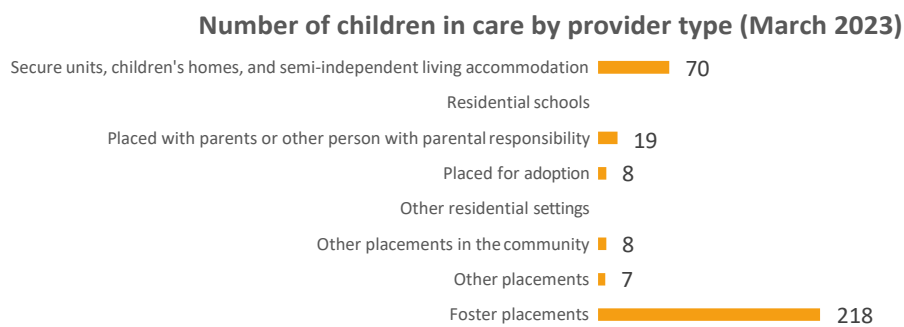 Number of children in care by provider type (March 2023)
Secure units, children's homes, and semi-independent living accommodation 70
Residential schools
Placed with parents or other person with parental responsibility 19
Placed for adoption 8
Other residential settings
Other placements in the community 8
Other placements 7
Foster placements 218